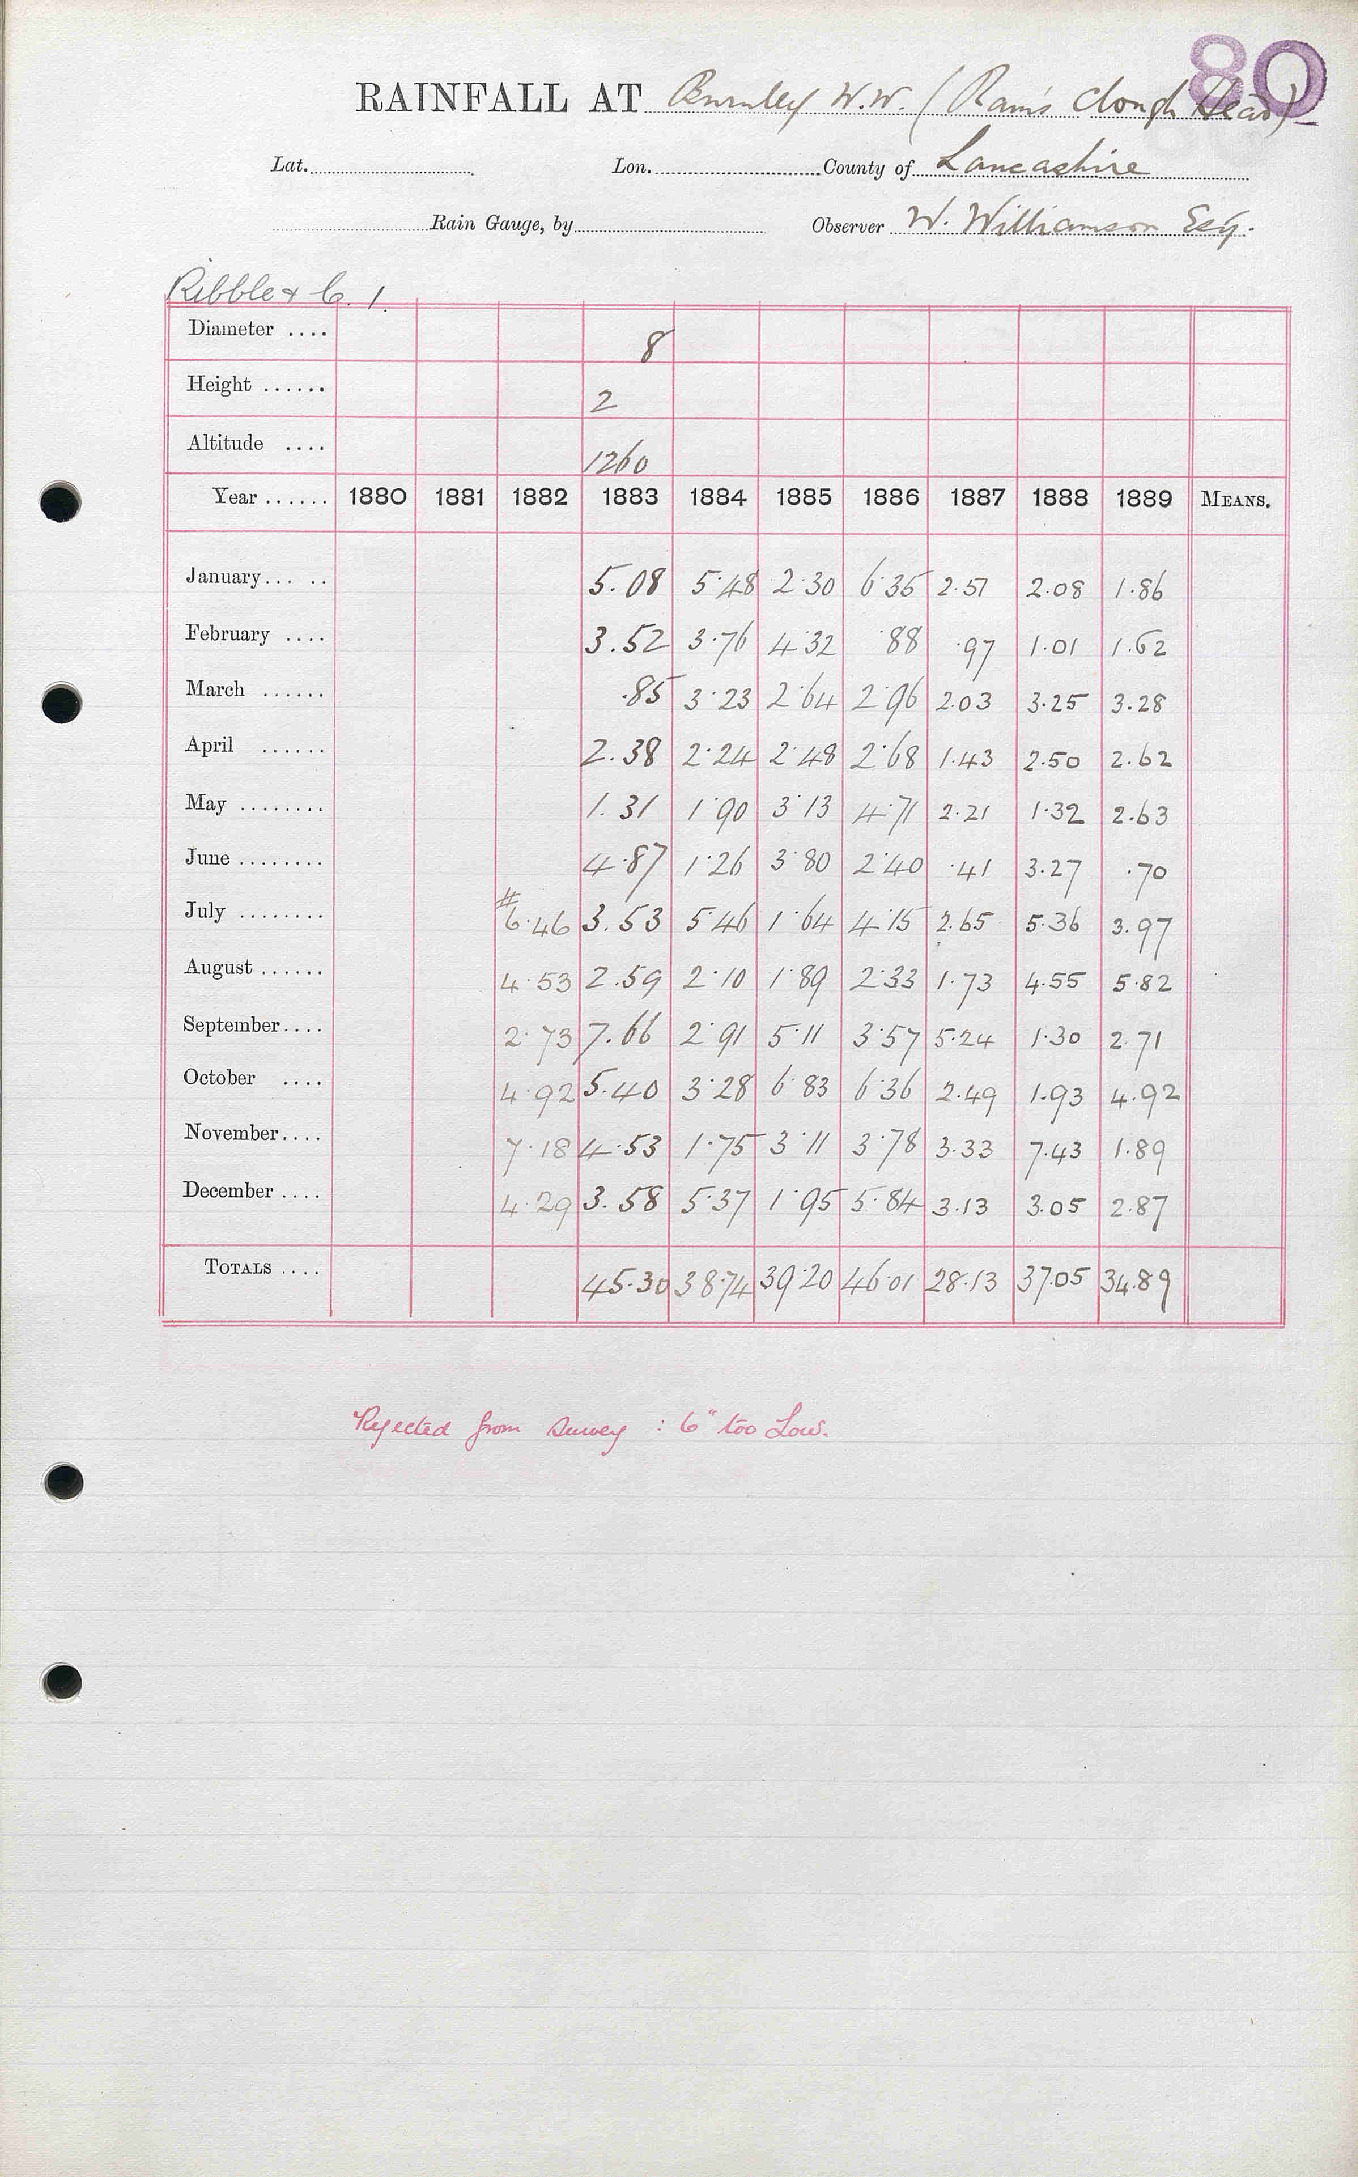 80
RAINFALL AT Burnley W.W. (Ram's Clough Head)
Lat. Lon. County of Lancashire
Rain Gauge, by Observer W. Williamson Esq.
Ribble & C. 1.
Diameter .... 8
Height ...... 2
Altitude .... 1260
Year ...... 1880 1881 1882 1883 1884 1885 1886 1887 1888 1889 MEANS.
January... .. 5.08 5.48 2.30 6.35 2.57 2.08 1.86
February .... 3.52 3.76 4.32 .88 .97 1.01 1.62
March ...... .85 3.23 2.64 2.96 2.03 3.25 3.28
April ...... 2.38 2.24 2.48 2.68 1.43 2.50 2.62
May ........ 1.31 1.90 3.13 4.71 2.21 1.32 2.63
June ........ 4.87 1.26 3.80 2.40 .41 3.27 .70
#
July ........ 6.46 3.53 5.46 1.64 4.15 2.65 5.36 3.97
August ...... 4.53 2.59 2.10 1.89 2.33 1.73 4.55 5.82
September.... 2.73 7.66 2.91 5.11 3.57 5.24 1.30 2.71
October .... 4.92 5.40 3.28 6.83 6.36 2.49 1.93 4.92
November.... 7.18 4.53 1.75 3.11 3.78 3.33 7.43 1.89
December .... 4.29 3.58 5.37 1.95 5.84 3.13 3.05 2.87
TOTALS .... 45.30 38.74 39.20 46.01 28.13 37.05 34.89
Rejected from survey : 6" too Low.